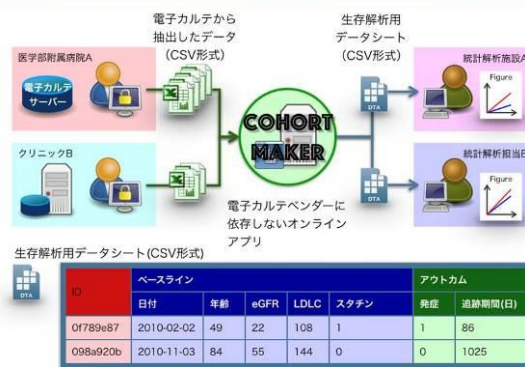 電子カルテから
抽出したデータ
（CSV形式）
生存解析用
データシート
（CSV形式）
医学部附属病院A
電子カルテ
サーバー
統計解析施設A
Figure
DTA
COHORT
MAKER
クリニックB
統計解析担当B
Figure
DTA
電子カルテベンダーに
依存しないオンライン
アプリ
生存解析用データシート(CSV形式)
DTA
ID
ベースライン
アウトカム
日付 年齢 eGFR LDLC スタチン 発症 追跡期間(日)
0f789e87 2010-02-02 49 22 108 1 1 86
098a920b 2010-11-03 84 55 144 0 0 1025